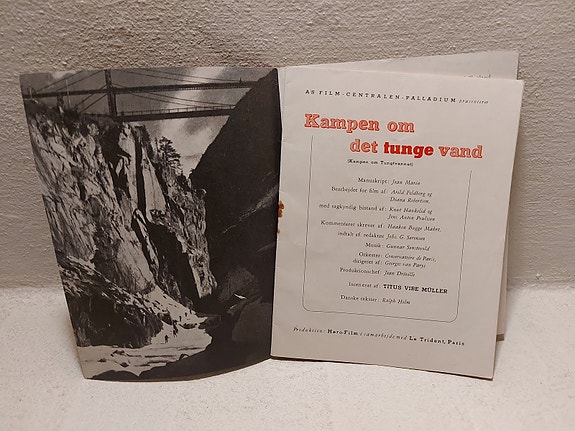 AS FILM-CENTRALEN-PALLADIUM præsenterer
Kampen om
det tunge vand
(Kampen om Tungtvannet)
Manuskript: Jean Marin
Bearbejdet for film af: Arild Feldborg og
Diana Robertson,
med sagkyndig bistand af: Knut Haukelid og
Jens Anton Poulsson
Kommentarer skrevet af: Haakon Bugge Mahrt,
indtalt af redaktør Johs. G. Sørensen
Musik: Gunnar Sønstevold
Orkester: Conservatoire de Paris,
dirigeret af: Georges van Parys
Produktionschef: Jean Dréville
Iscenesat af: TITUS VIBE MÜLLER
Danske tekster: Ralph Holm
Produktion: Hero-Film i samarbejde med Le Trident, Paris